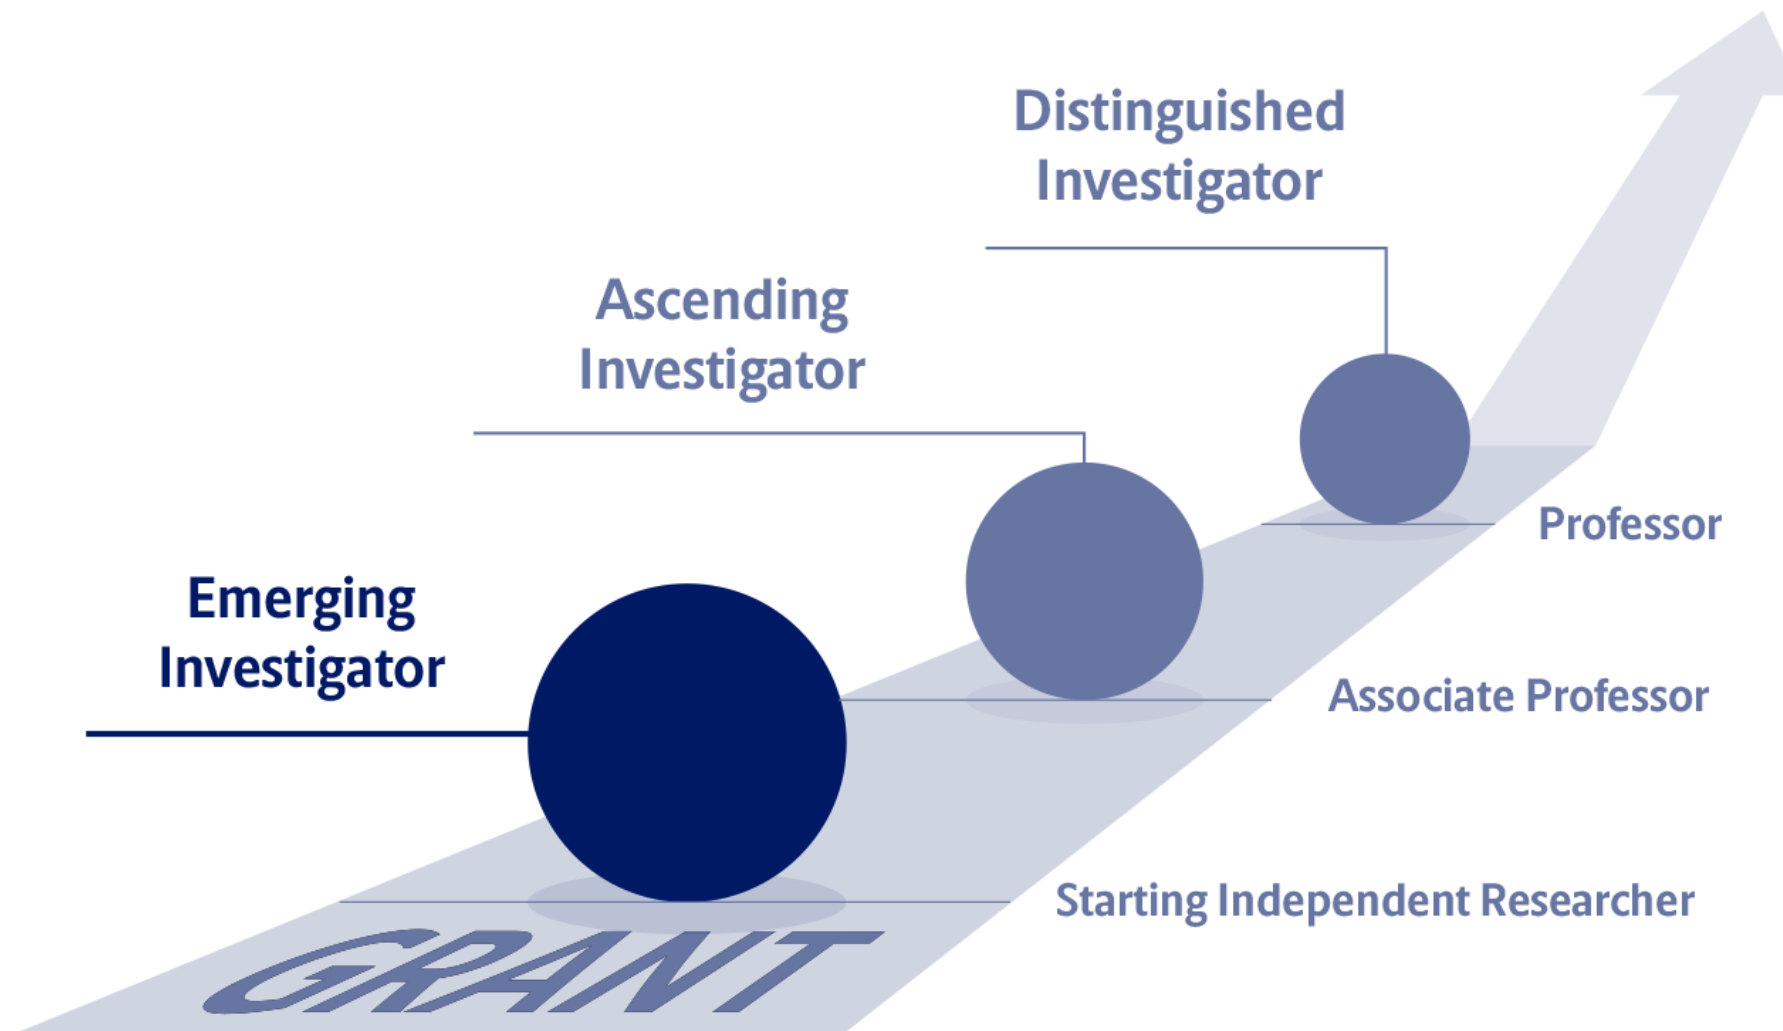 Distinguished
Investigator
Ascending
Investigator
Professor
Emerging
Investigator
Associate Professor
Starting Independent Researcher
GRANT